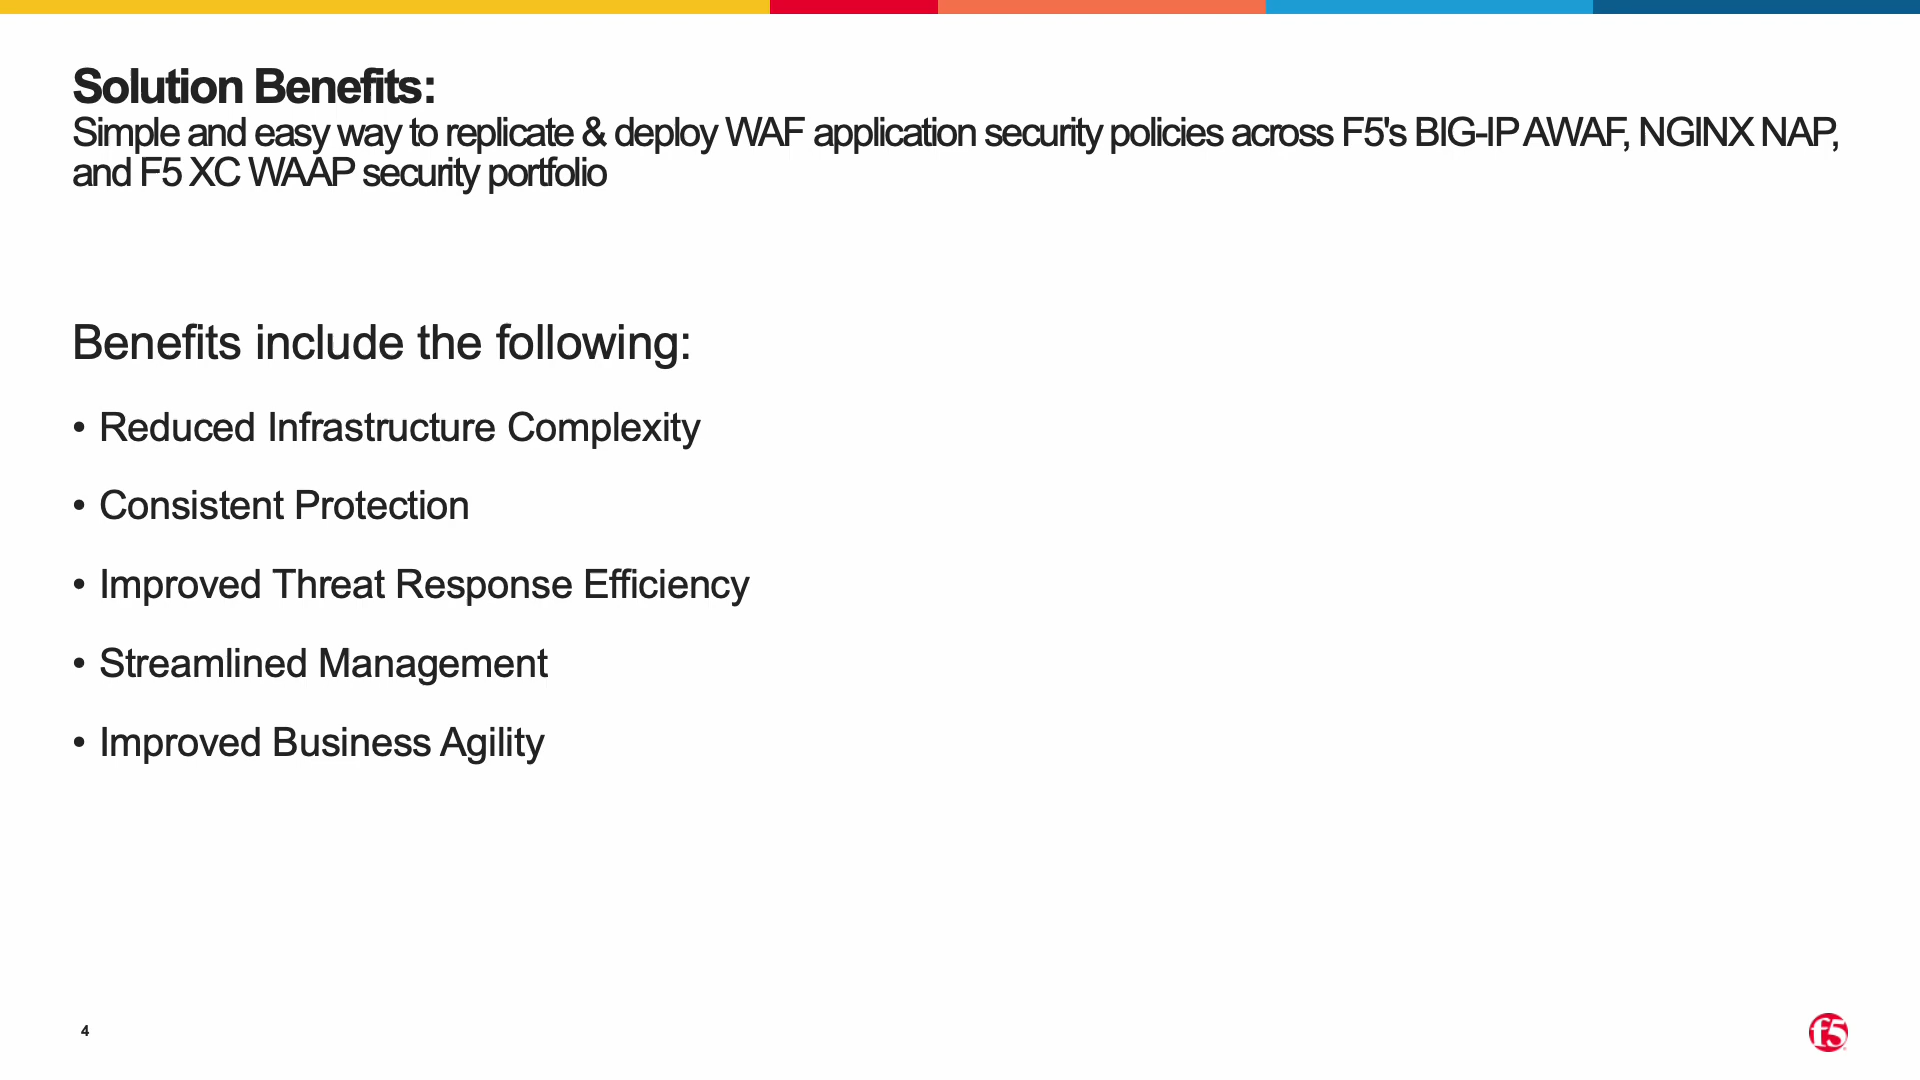 Solution Benefits:
Simple and easy way to replicate & deploy WAF application security policies across F5's BIG-IP AWAF, NGINX NAP,
and F5 XC WAAP security portfolio
Benefits include the following:
• Reduced Infrastructure Complexity
• Consistent Protection
• Improved Threat Response Efficiency
• Streamlined Management
• Improved Business Agility
4
f5